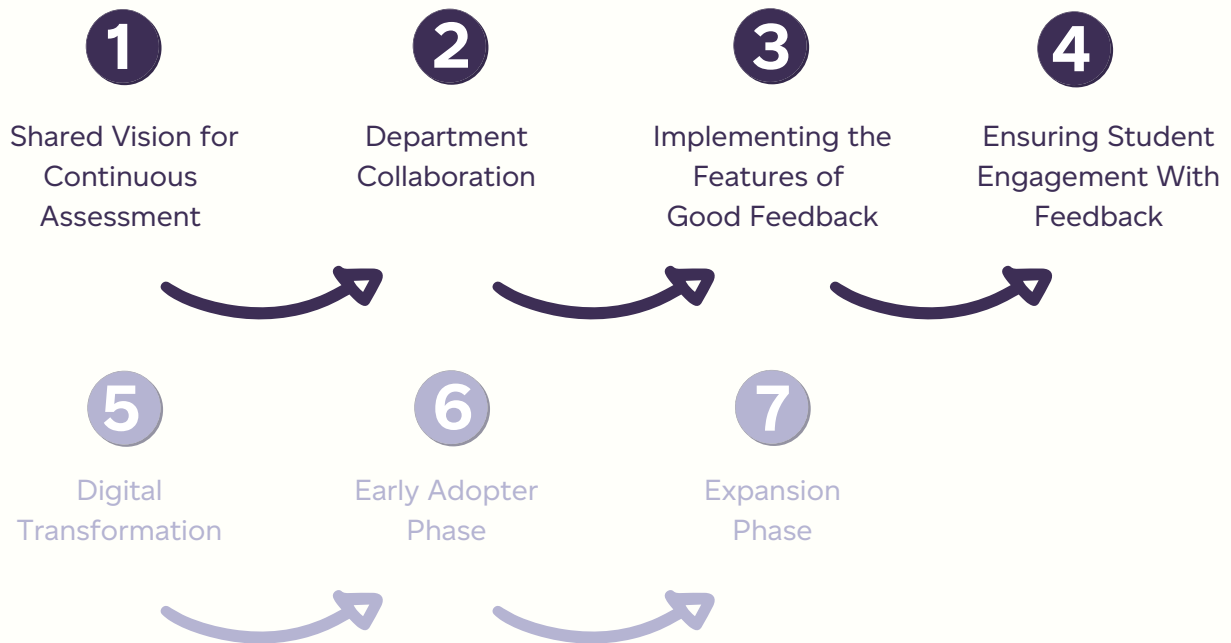 1
Shared Vision for
Continuous
Assessment
2
Department
Collaboration
3
Implementing the
Features of
Good Feedback
4
Ensuring Student
Engagement With
Feedback
5
Digital
Transformation
6
Early Adopter
Phase
7
Expansion
Phase